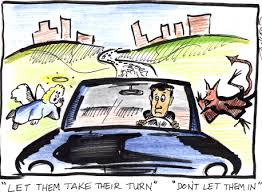 "LET THEM TAKE THEIR TURN" "DON'T LET THEM IN"